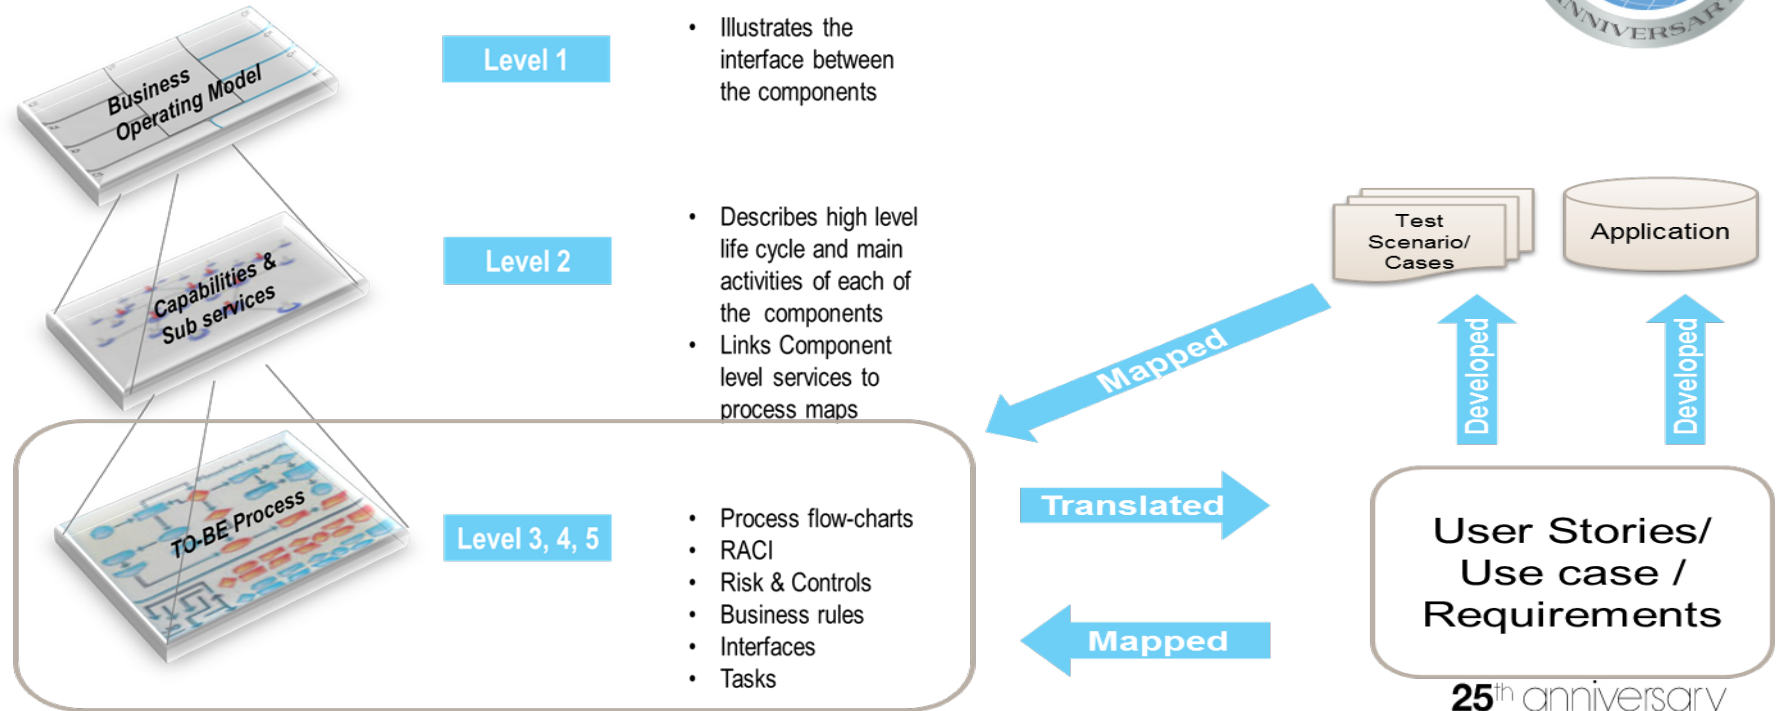 ANNIVERSARY
Business
Operating Model
Level 1
• Illustrates the
interface between
the components
Capabilities &
Sub services
Level 2
• Describes high level
life cycle and main
activities of each of
the components
• Links Component
level services to
process maps
TO-BE Process
Level 3, 4, 5
• Process flow-charts
• RACI
• Risk & Controls
• Business rules
• Interfaces
• Tasks
Test
Scenario/
Cases
Application
Mapped
Developed
Developed
Translated
Mapped
User Stories/
Use case /
Requirements
25th anniversary